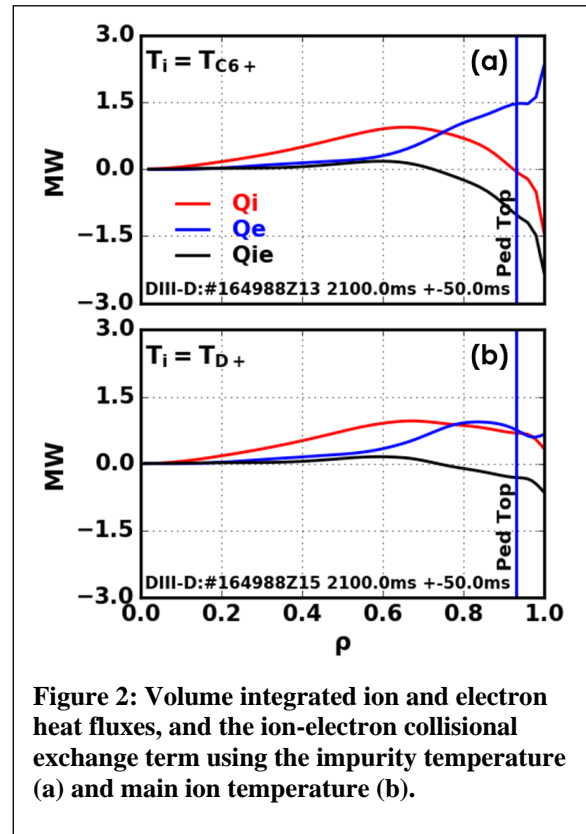 3.0
T_i = T_C6+
(a)
1.5
MW
0.0
Qi
Qe
Qie
-1.5
Ped Top
DIII-D:#164988Z13 2100.0ms +-50.0ms
-3.0
3.0
T_i = T_D+
(b)
1.5
MW
0.0
-1.5
Ped Top
DIII-D:#164988Z15 2100.0ms +-50.0ms
-3.0
0.0 0.2 0.4 0.6 0.8 1.0
ρ
Figure 2: Volume integrated ion and electron
heat fluxes, and the ion-electron collisional
exchange term using the impurity temperature
(a) and main ion temperature (b).